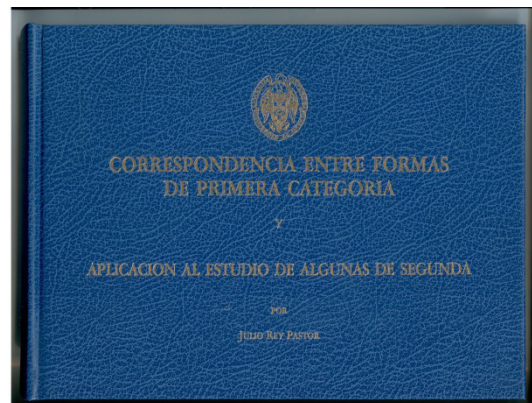 CORRESPONDENCIA ENTRE FORMAS
DE PRIMERA CATEGORIA
Y
APLICACION AL ESTUDIO DE ALGUNAS DE SEGUNDA
POR
JULIO REY PASTOR